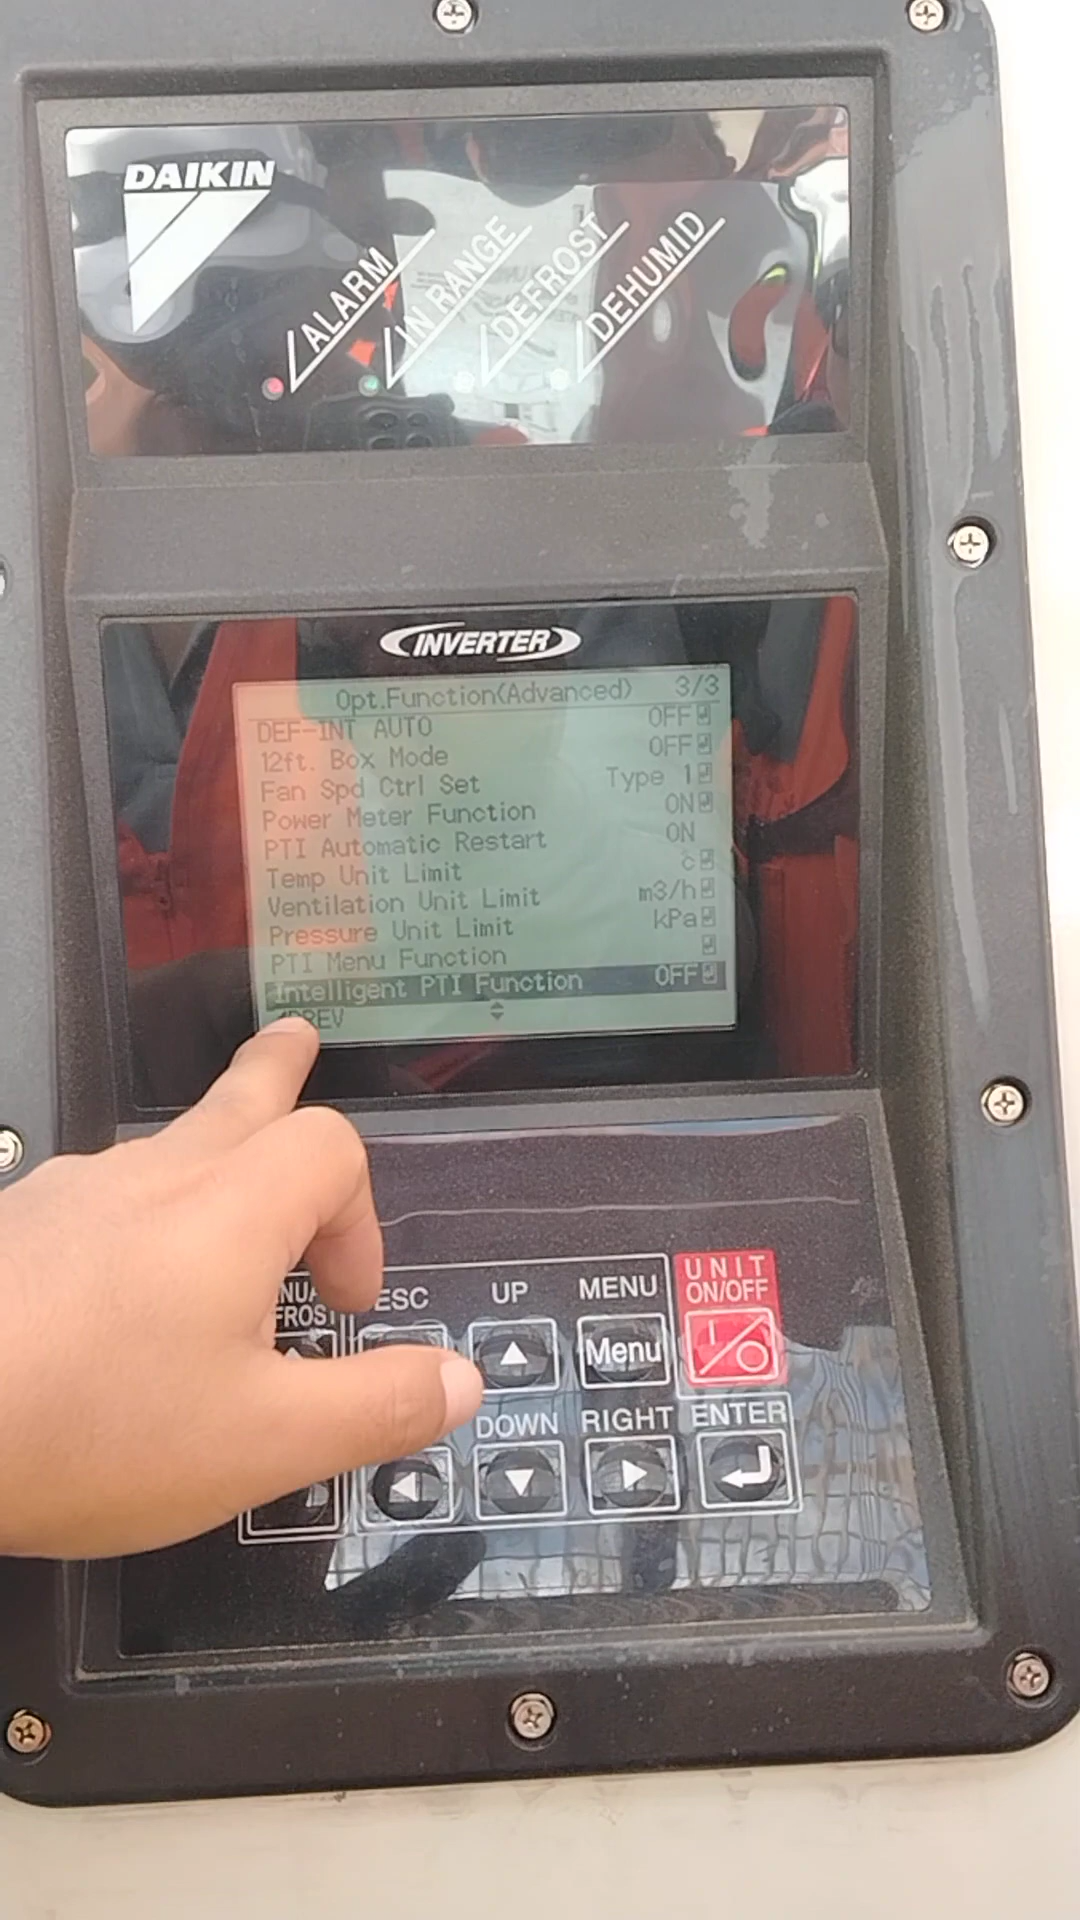 DAIKIN
ALARM
IN RANGE
DEFROST
DEHUMID
INVERTER
Opt.Function(Advanced) 3/3
DEF-INT AUTO OFF
12ft. Box Mode OFF
Fan Spd Ctrl Set Type 1
Power Meter Function ON
PTI Automatic Restart ON
Temp Unit Limit c
Ventilation Unit Limit m3/h
Pressure Unit Limit kPa
PTI Menu Function
Intelligent PTI Function OFF
PREV
ESC UP MENU UNIT ON/OFF
Menu
DOWN RIGHT ENTER